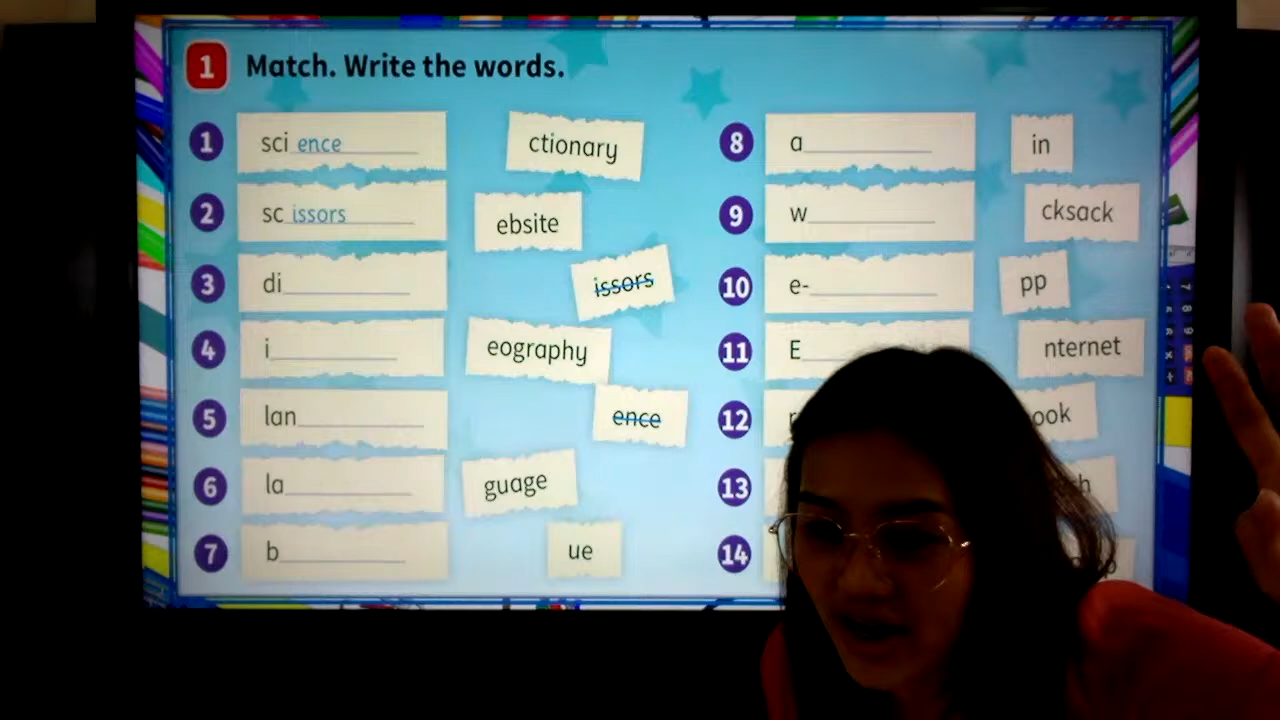 1 Match. Write the words.
1 sci ence
2 sc issors
3 di
4 i
5 lan
6 la
7 b
ctionary
ebsite
issors
eography
ence
guage
ue
8 a
9 w
10 e-
11 E
12
13
14
in
cksack
pp
nternet
ook